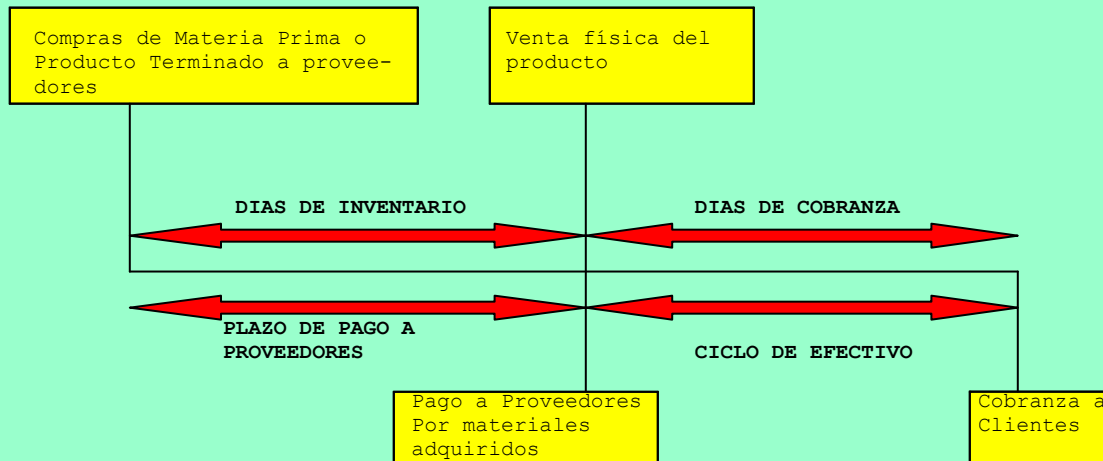 Compras de Materia Prima o
Producto Terminado a provee-
dores
Venta física del
producto
DIAS DE INVENTARIO
DIAS DE COBRANZA
PLAZO DE PAGO A
PROVEEDORES
CICLO DE EFECTIVO
Pago a Proveedores
Por materiales
adquiridos
Cobranza a
Clientes